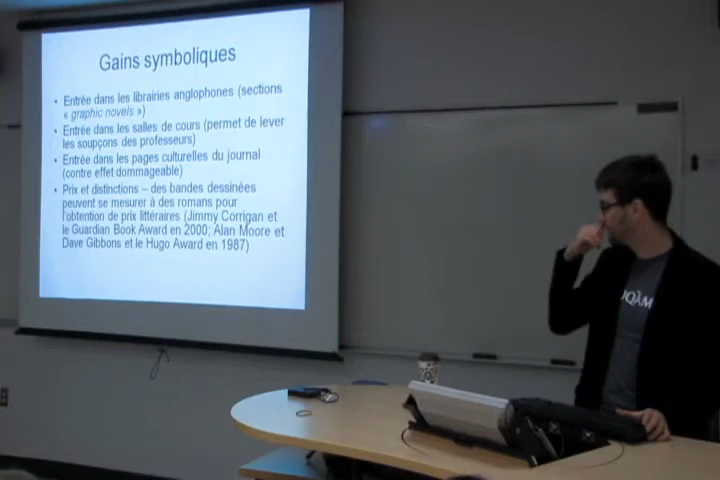 Gains symboliques
• Entrée dans les librairies anglophones (sections
« graphic novels »)
• Entrée dans les salles de cours (permet de lever
les soupçons des professeurs)
• Entrée dans les pages culturelles du journal
(contre effet dommageable)
• Prix et distinctions – des bandes dessinées
peuvent se mesurer à des romans pour
l'obtention de prix littéraires (Jimmy Corrigan et
le Guardian Book Award en 2000; Alan Moore et
Dave Gibbons et le Hugo Award en 1987)
UQÀM